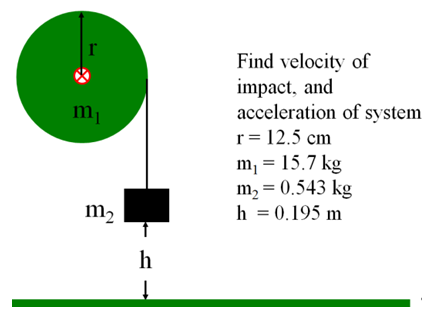 r
m₁
m₂
h
Find velocity of
impact, and
acceleration of system
r = 12.5 cm
m₁ = 15.7 kg
m₂ = 0.543 kg
h = 0.195 m